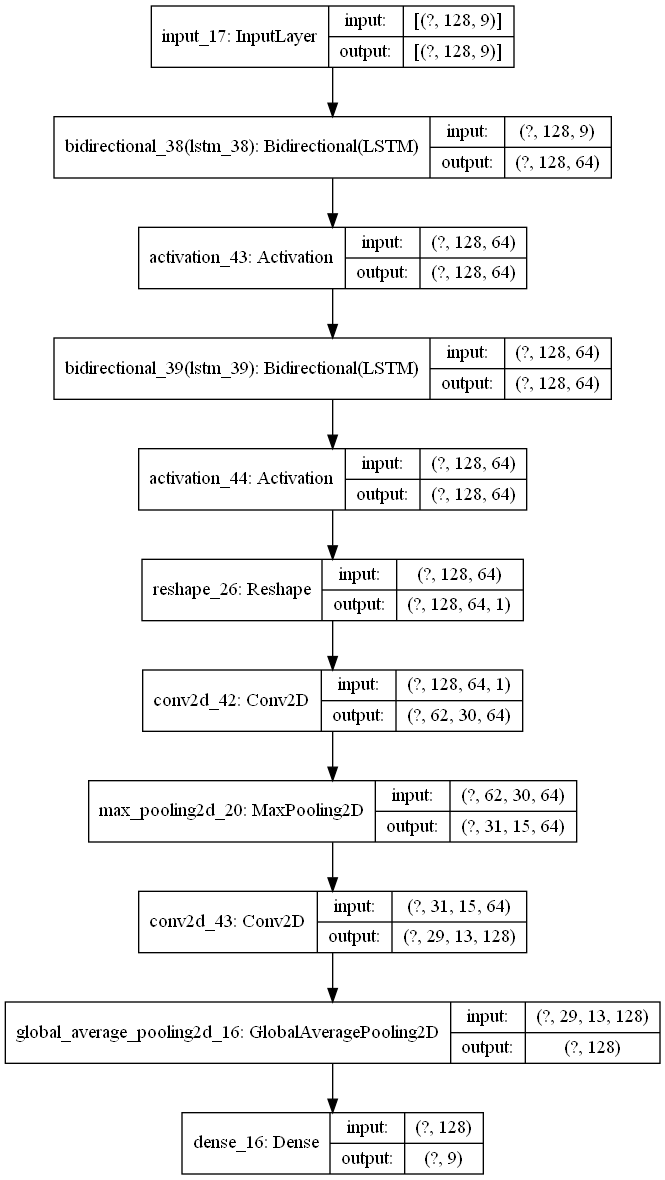 input_17: InputLayer
input: [(?, 128, 9)]
output: [(?, 128, 9)]
bidirectional_38(lstm_38): Bidirectional(LSTM)
input: (?, 128, 9)
output: (?, 128, 64)
activation_43: Activation
input: (?, 128, 64)
output: (?, 128, 64)
bidirectional_39(lstm_39): Bidirectional(LSTM)
input: (?, 128, 64)
output: (?, 128, 64)
activation_44: Activation
input: (?, 128, 64)
output: (?, 128, 64)
reshape_26: Reshape
input: (?, 128, 64)
output: (?, 128, 64, 1)
conv2d_42: Conv2D
input: (?, 128, 64, 1)
output: (?, 62, 30, 64)
max_pooling2d_20: MaxPooling2D
input: (?, 62, 30, 64)
output: (?, 31, 15, 64)
conv2d_43: Conv2D
input: (?, 31, 15, 64)
output: (?, 29, 13, 128)
global_average_pooling2d_16: GlobalAveragePooling2D
input: (?, 29, 13, 128)
output: (?, 128)
dense_16: Dense
input: (?, 128)
output: (?, 9)